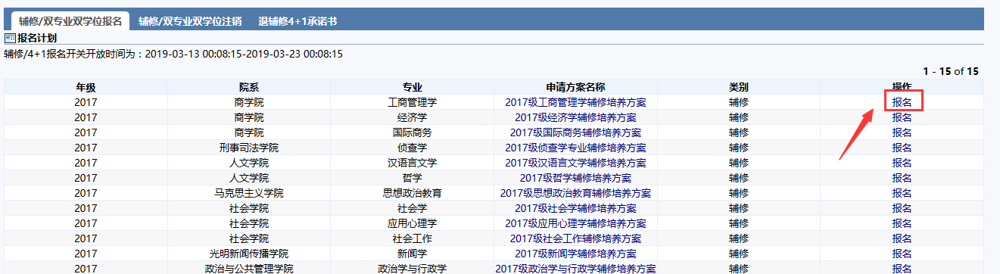 辅修/双专业双学位报名 辅修/双专业双学位注销 退辅修4+1承诺书
报名计划
辅修/4+1报名开关开放时间为：2019-03-13 00:08:15-2019-03-23 00:08:15
1 - 15 of 15
年级 院系 专业 申请方案名称 类别 操作
2017 商学院 工商管理学 2017级工商管理学辅修培养方案 辅修 报名
2017 商学院 经济学 2017级经济学辅修培养方案 辅修 报名
2017 商学院 国际商务 2017级国际商务辅修培养方案 辅修 报名
2017 刑事司法学院 侦查学 2017级侦查学专业辅修培养方案 辅修 报名
2017 人文学院 汉语言文学 2017级汉语言文学辅修培养方案 辅修 报名
2017 人文学院 哲学 2017级哲学辅修培养方案 辅修 报名
2017 马克思主义学院 思想政治教育 2017级思想政治教育辅修培养方案 辅修 报名
2017 社会学院 社会学 2017级社会学辅修培养方案 辅修 报名
2017 社会学院 应用心理学 2017级应用心理学辅修培养方案 辅修 报名
2017 社会学院 社会工作 2017级社会工作辅修培养方案 辅修 报名
2017 光明新闻传播学院 新闻学 2017级新闻学辅修培养方案 辅修 报名
2017 政治与公共管理学院 政治学与行政学 2017级政治学与行政学辅修培养方案 辅修 报名